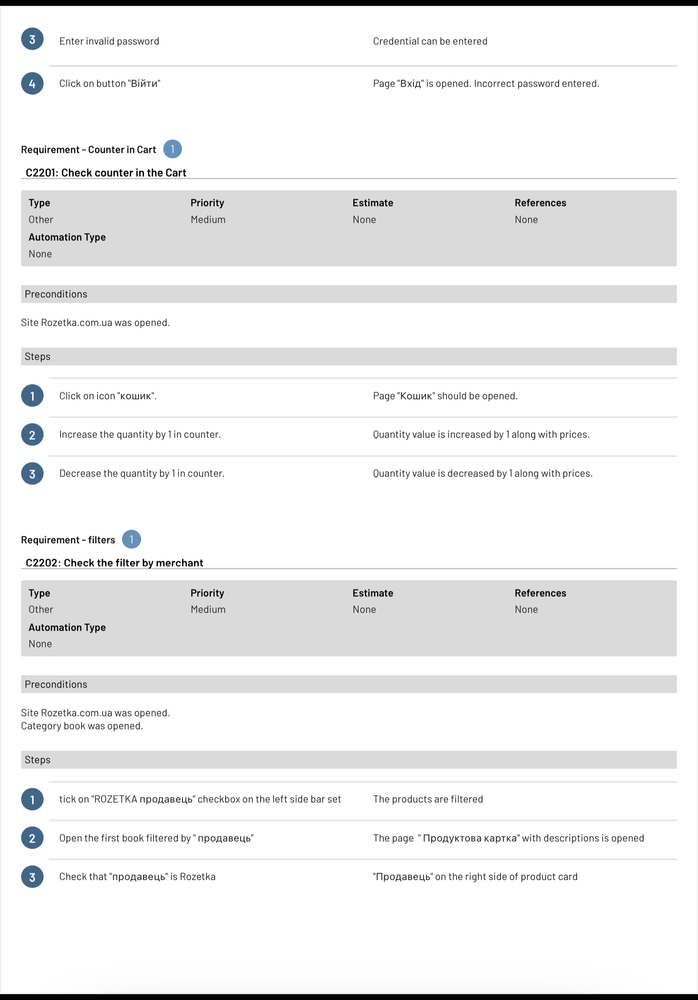 3 Enter invalid password Credential can be entered
4 Click on button "Війти" Page "Вхід" is opened. Incorrect password entered.
Requirement - Counter in Cart 1
C2201: Check counter in the Cart
Type Priority Estimate References
Other Medium None None
Automation Type
None
Preconditions
Site Rozetka.com.ua was opened.
Steps
1 Click on icon "кошик". Page "Кошик" should be opened.
2 Increase the quantity by 1 in counter. Quantity value is increased by 1 along with prices.
3 Decrease the quantity by 1 in counter. Quantity value is decreased by 1 along with prices.
Requirement - filters 1
C2202: Check the filter by merchant
Type Priority Estimate References
Other Medium None None
Automation Type
None
Preconditions
Site Rozetka.com.ua was opened.
Category book was opened.
Steps
1 tick on "ROZETKA продавець" checkbox on the left side bar set The products are filtered
2 Open the first book filtered by " продавець" The page " Продуктова картка" with descriptions is opened
3 Check that "продавець" is Rozetka "Продавець" on the right side of product card